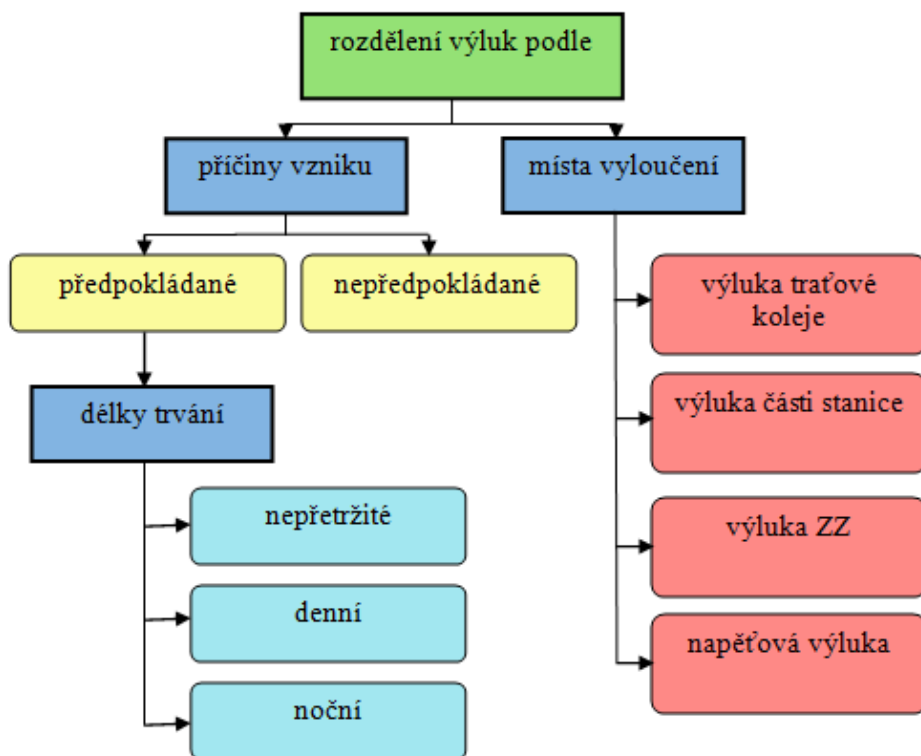 rozdělení výluk podle
příčiny vzniku
místa vyloučení
předpokládané
nepředpokládané
výluka traťové
koleje
délky trvání
výluka části stanice
nepřetržité
výluka ZZ
denní
napěťová výluka
noční